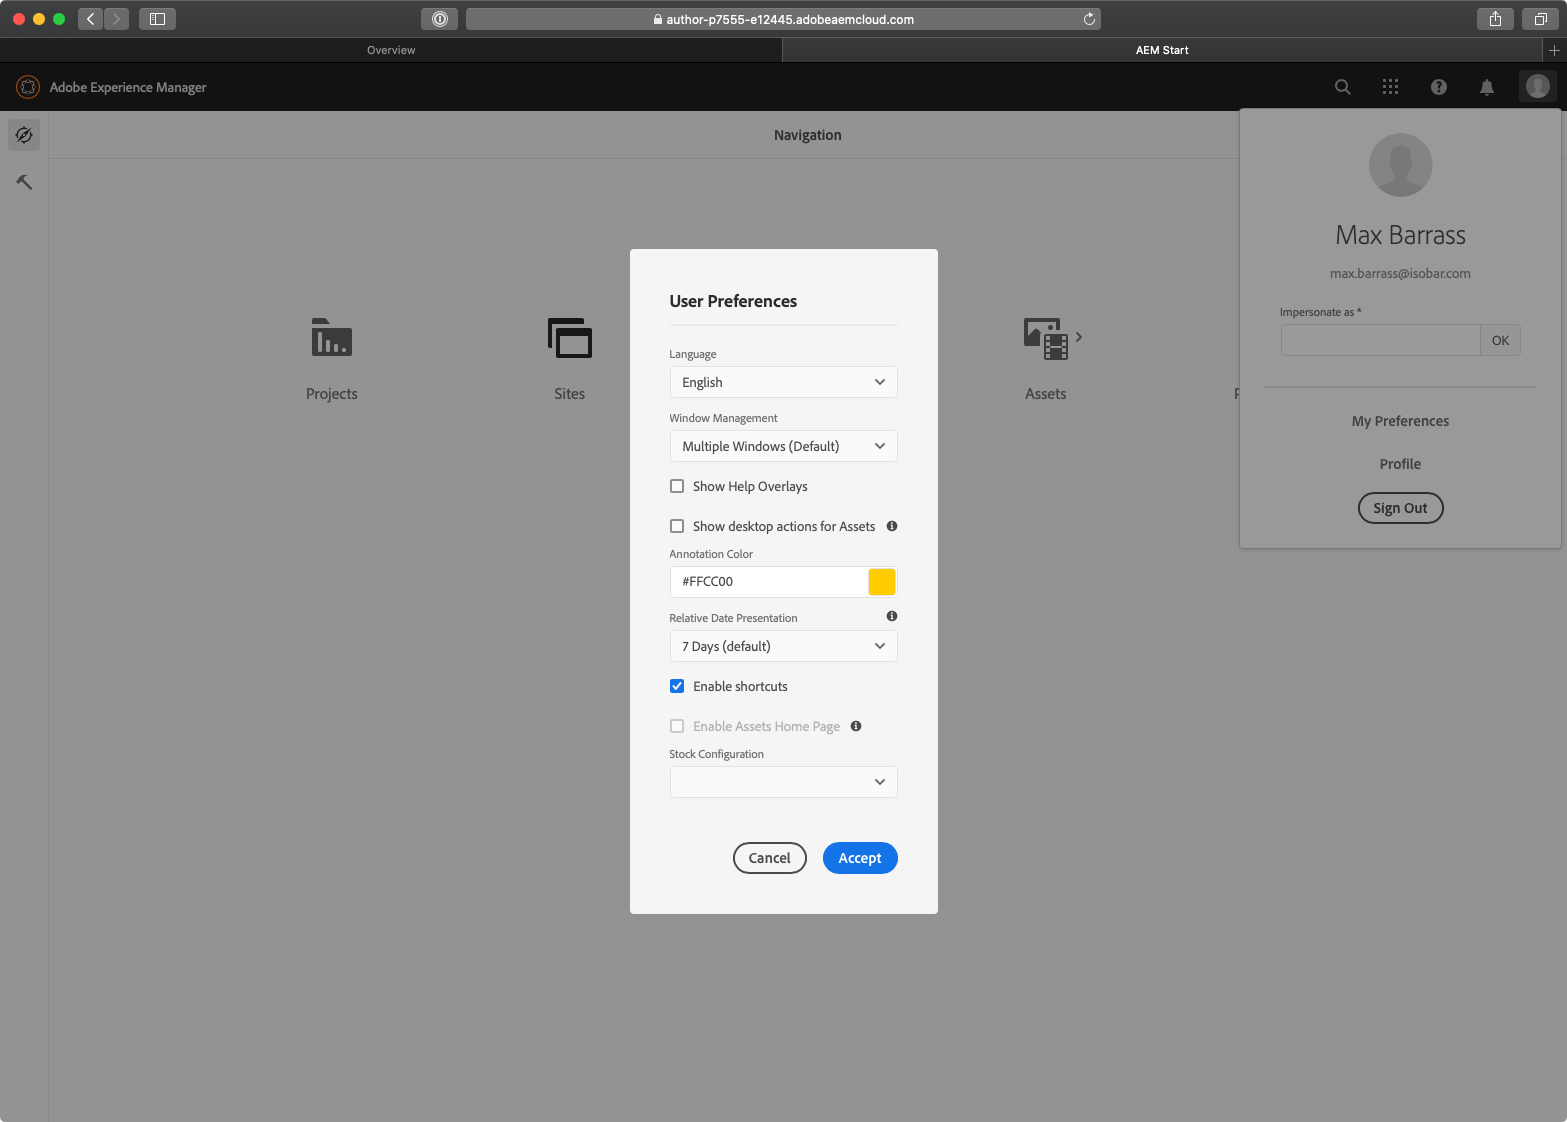 author-p7555-e12445.adobeaemcloud.com
Overview
AEM Start
Adobe Experience Manager
Navigation
Projects
Sites
Assets
Max Barrass
max.barrass@isobar.com
Impersonate as *
OK
My Preferences
Profile
Sign Out
User Preferences
Language
English
Window Management
Multiple Windows (Default)
Show Help Overlays
Show desktop actions for Assets
Annotation Color
#FFCC00
Relative Date Presentation
7 Days (default)
Enable shortcuts
Enable Assets Home Page
Stock Configuration
Cancel
Accept